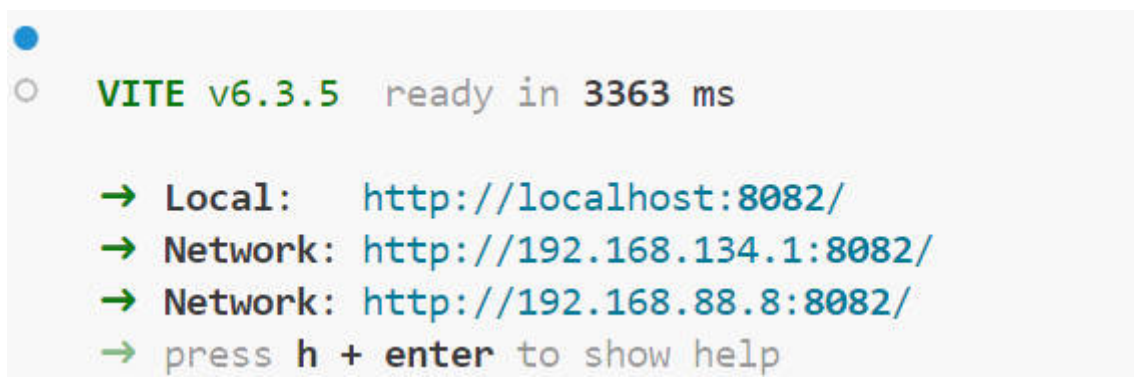 VITE v6.3.5 ready in 3363 ms
→ Local: http://localhost:8082/
→ Network: http://192.168.134.1:8082/
→ Network: http://192.168.88.8:8082/
→ press h + enter to show help